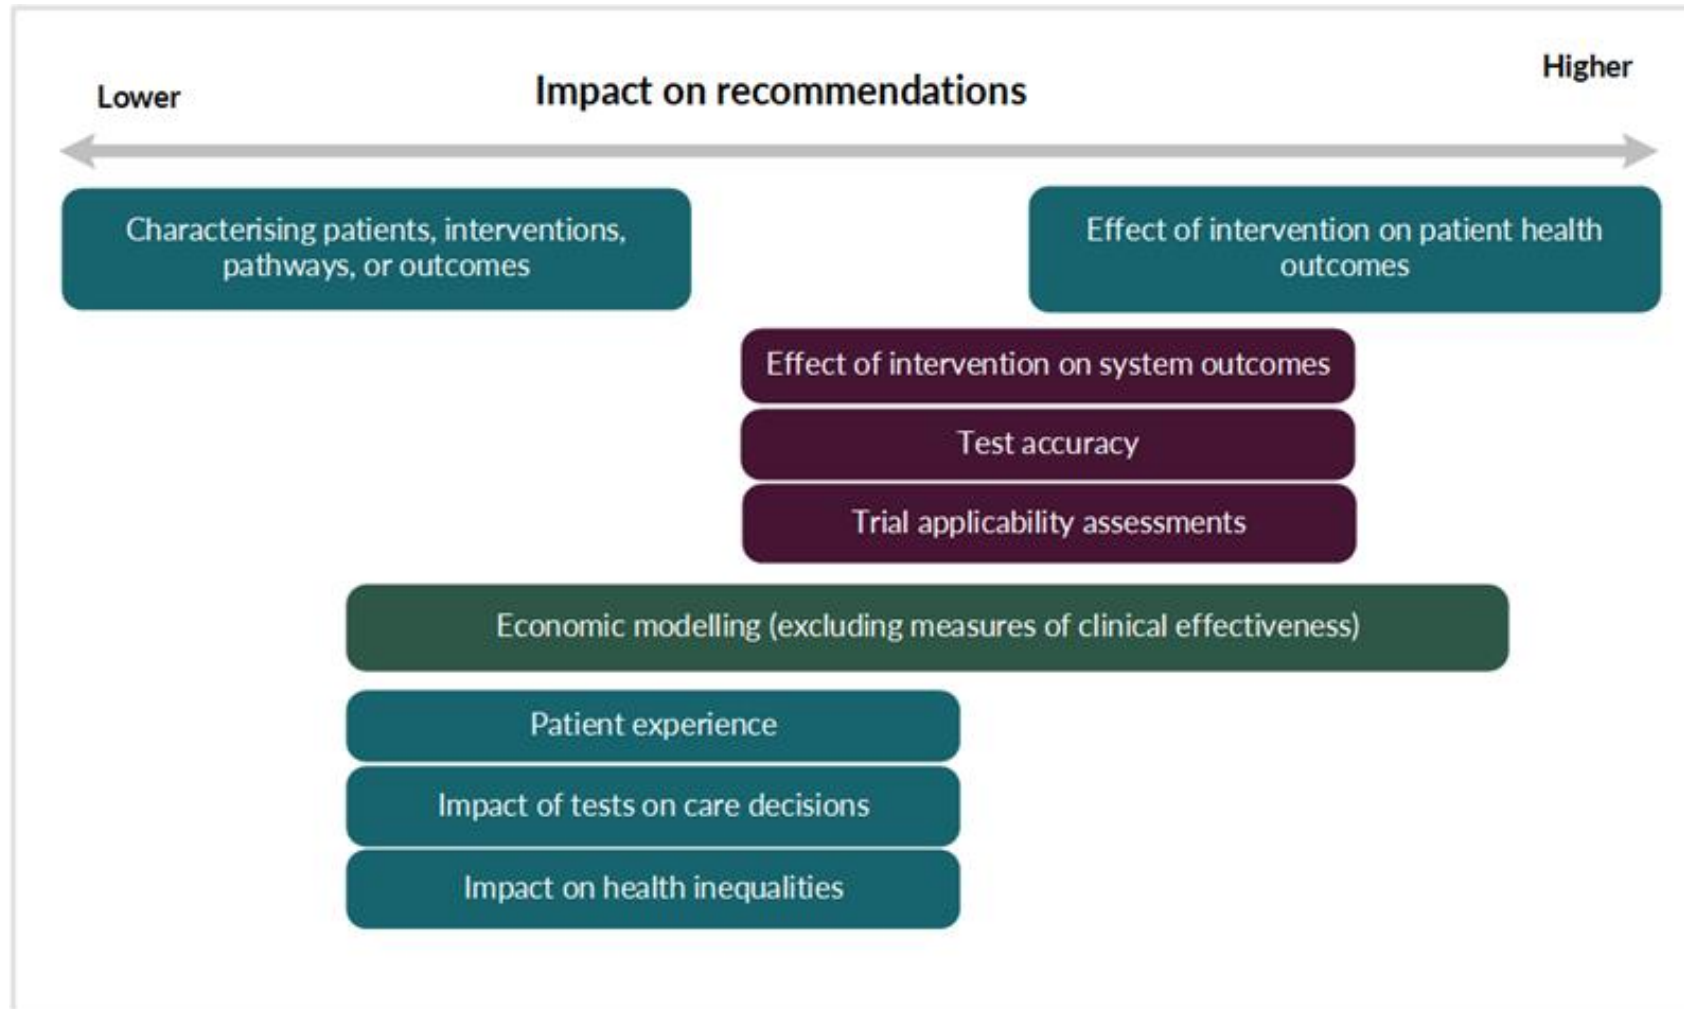 Lower
Impact on recommendations
Higher
Characterising patients, interventions,
pathways, or outcomes
Effect of intervention on patient health
outcomes
Effect of intervention on system outcomes
Test accuracy
Trial applicability assessments
Economic modelling (excluding measures of clinical effectiveness)
Patient experience
Impact of tests on care decisions
Impact on health inequalities